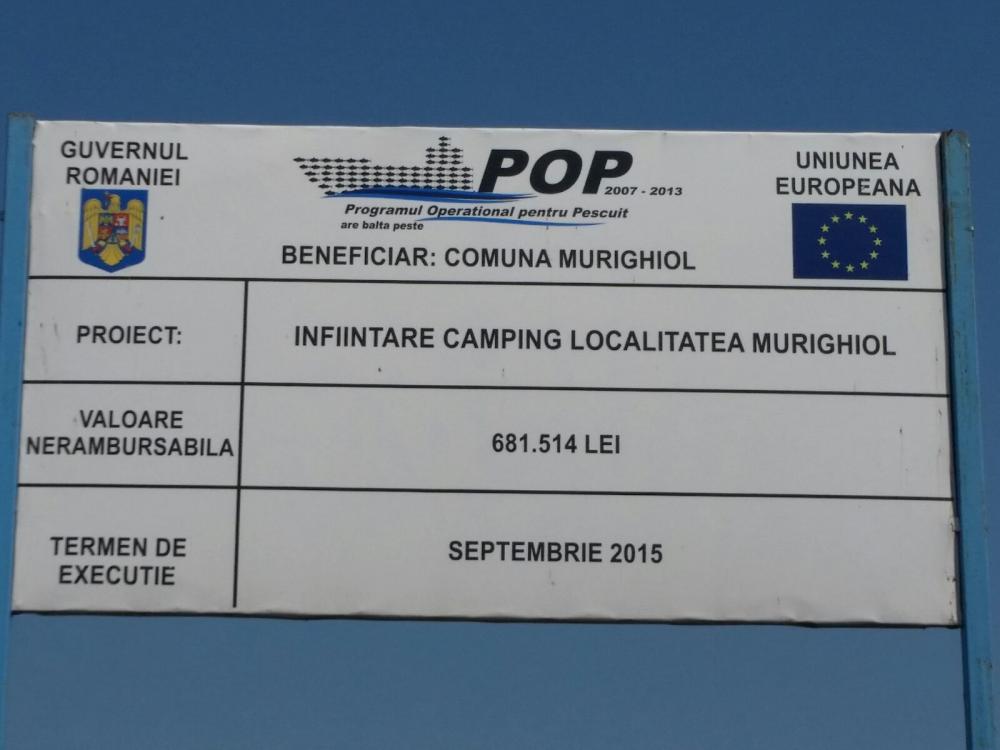 GUVERNUL
ROMANIEI
POP 2007 - 2013
Programul Operational pentru Pescuit
are balta peste
UNIUNEA
EUROPEANA
BENEFICIAR: COMUNA MURIGHIOL
PROIECT:
INFIINTARE CAMPING LOCALITATEA MURIGHIOL
VALOARE
NERAMBURSABILA
681.514 LEI
TERMEN DE
EXECUTIE
SEPTEMBRIE 2015